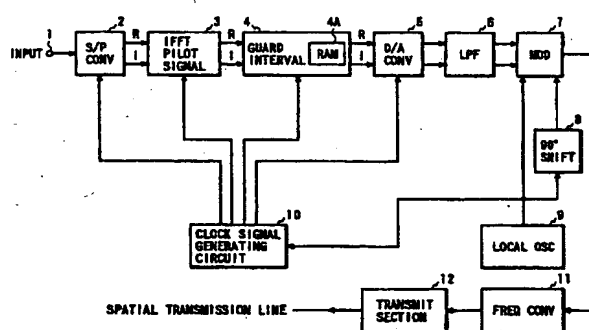 1
INPUT
2
S/P
CONV
R
I
3
IFFT
PILOT
SIGNAL
R
I
4
GUARD
INTERVAL
4A
RAM
R
I
5
D/A
CONV
6
LPF
7
MOD
8
90°
SHIFT
10
CLOCK SIGNAL
GENERATING
CIRCUIT
9
LOCAL OSC
SPATIAL TRANSMISSION LINE
12
TRANSMIT
SECTION
11
FREQ CONV